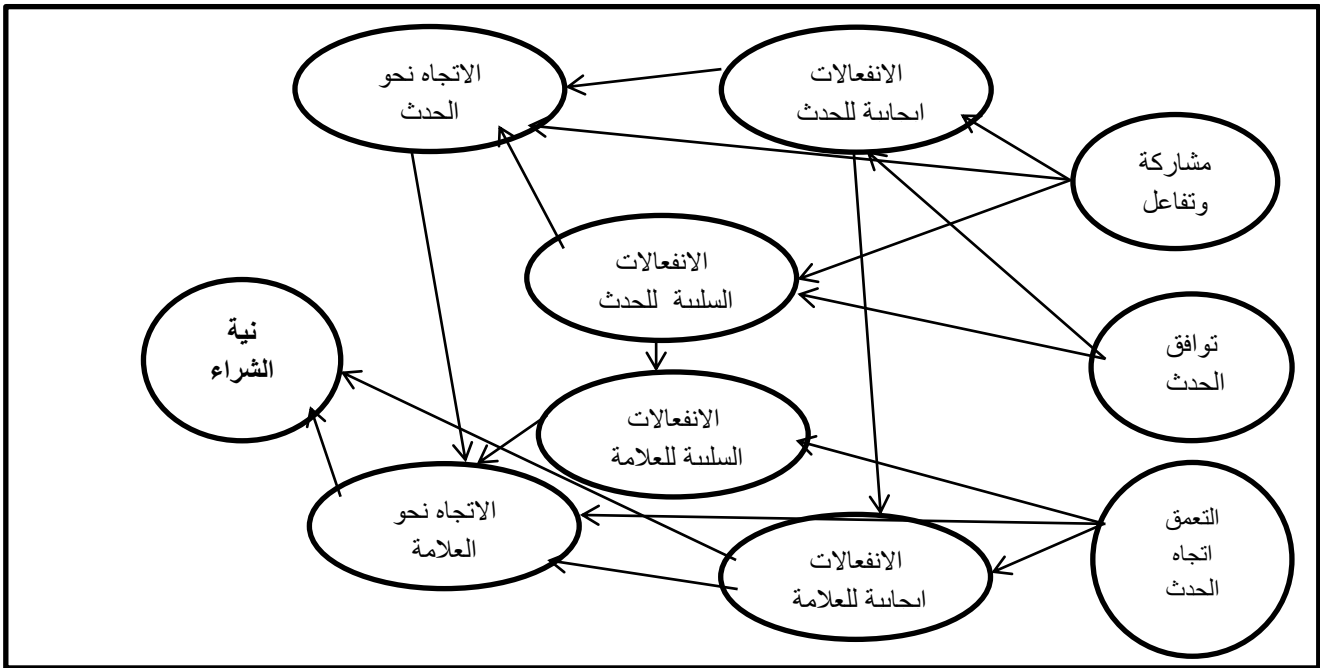 الانفعالات
ايجابية للحدث
الاتجاه نحو
الحدث
مشاركة
وتفاعل
الانفعالات
السلبية للحدث
توافق
الحدث
نية
الشراء
الانفعالات
السلبية للعلامة
التعمق
اتجاه
الحدث
الاتجاه نحو
العلامة
الانفعالات
ايجابية للعلامة